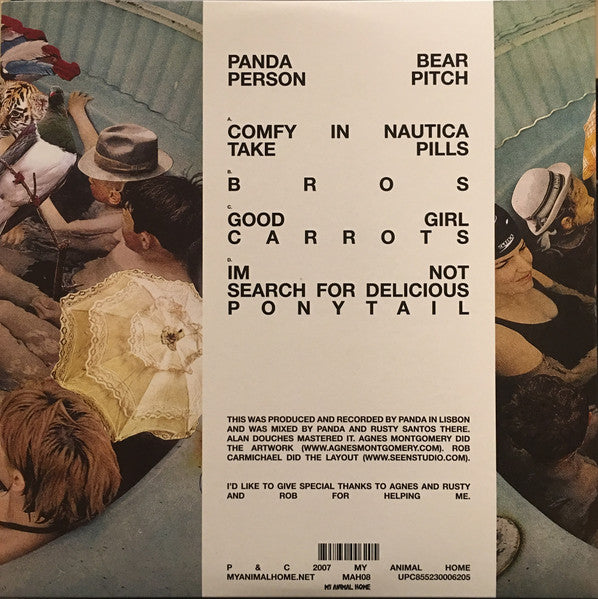 PANDA BEAR
PERSON PITCH
A.
COMFY IN NAUTICA
TAKE PILLS
B.
BROS
C.
GOOD GIRL
CARROTS
D.
IM NOT
SEARCH FOR DELICIOUS
PONYTAIL
THIS WAS PRODUCED AND RECORDED BY PANDA IN LISBON
AND WAS MIXED BY PANDA AND RUSTY SANTOS THERE.
ALAN DOUCHES MASTERED IT. AGNES MONTGOMERY DID
THE ARTWORK (WWW.AGNESMONTGOMERY.COM). ROB
CARMICHAEL DID THE LAYOUT (WWW.SEENSTUDIO.COM).
I'D LIKE TO GIVE SPECIAL THANKS TO AGNES AND RUSTY
AND ROB FOR HELPING ME.
P & C 2007 MY ANIMAL HOME
MYANIMALHOME.NET MAH08 UPC855230006205
MY ANIMAL HOME